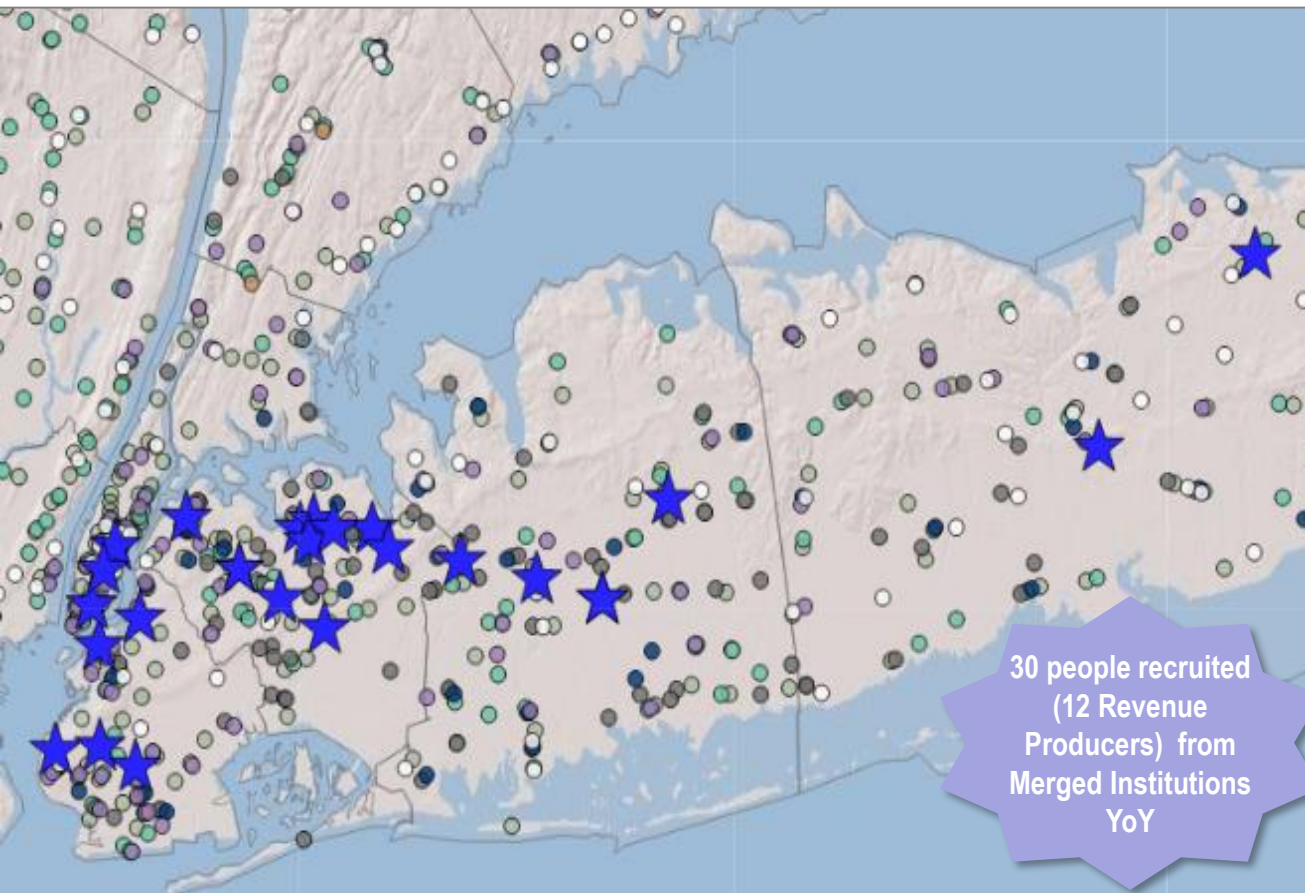 30 people recruited
(12 Revenue
Producers) from
Merged Institutions
YoY